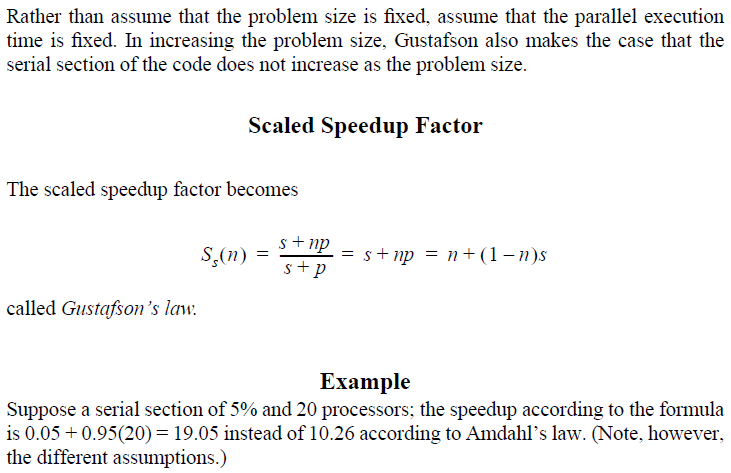 Rather than assume that the problem size is fixed, assume that the parallel execution
time is fixed. In increasing the problem size, Gustafson also makes the case that the
serial section of the code does not increase as the problem size.
Scaled Speedup Factor
The scaled speedup factor becomes
S_s(n) = \frac{s + np}{s + p} = s + np = n + (1 – n)s
called Gustafson's law.
Example
Suppose a serial section of 5% and 20 processors; the speedup according to the formula
is 0.05 + 0.95(20) = 19.05 instead of 10.26 according to Amdahl's law. (Note, however,
the different assumptions.)